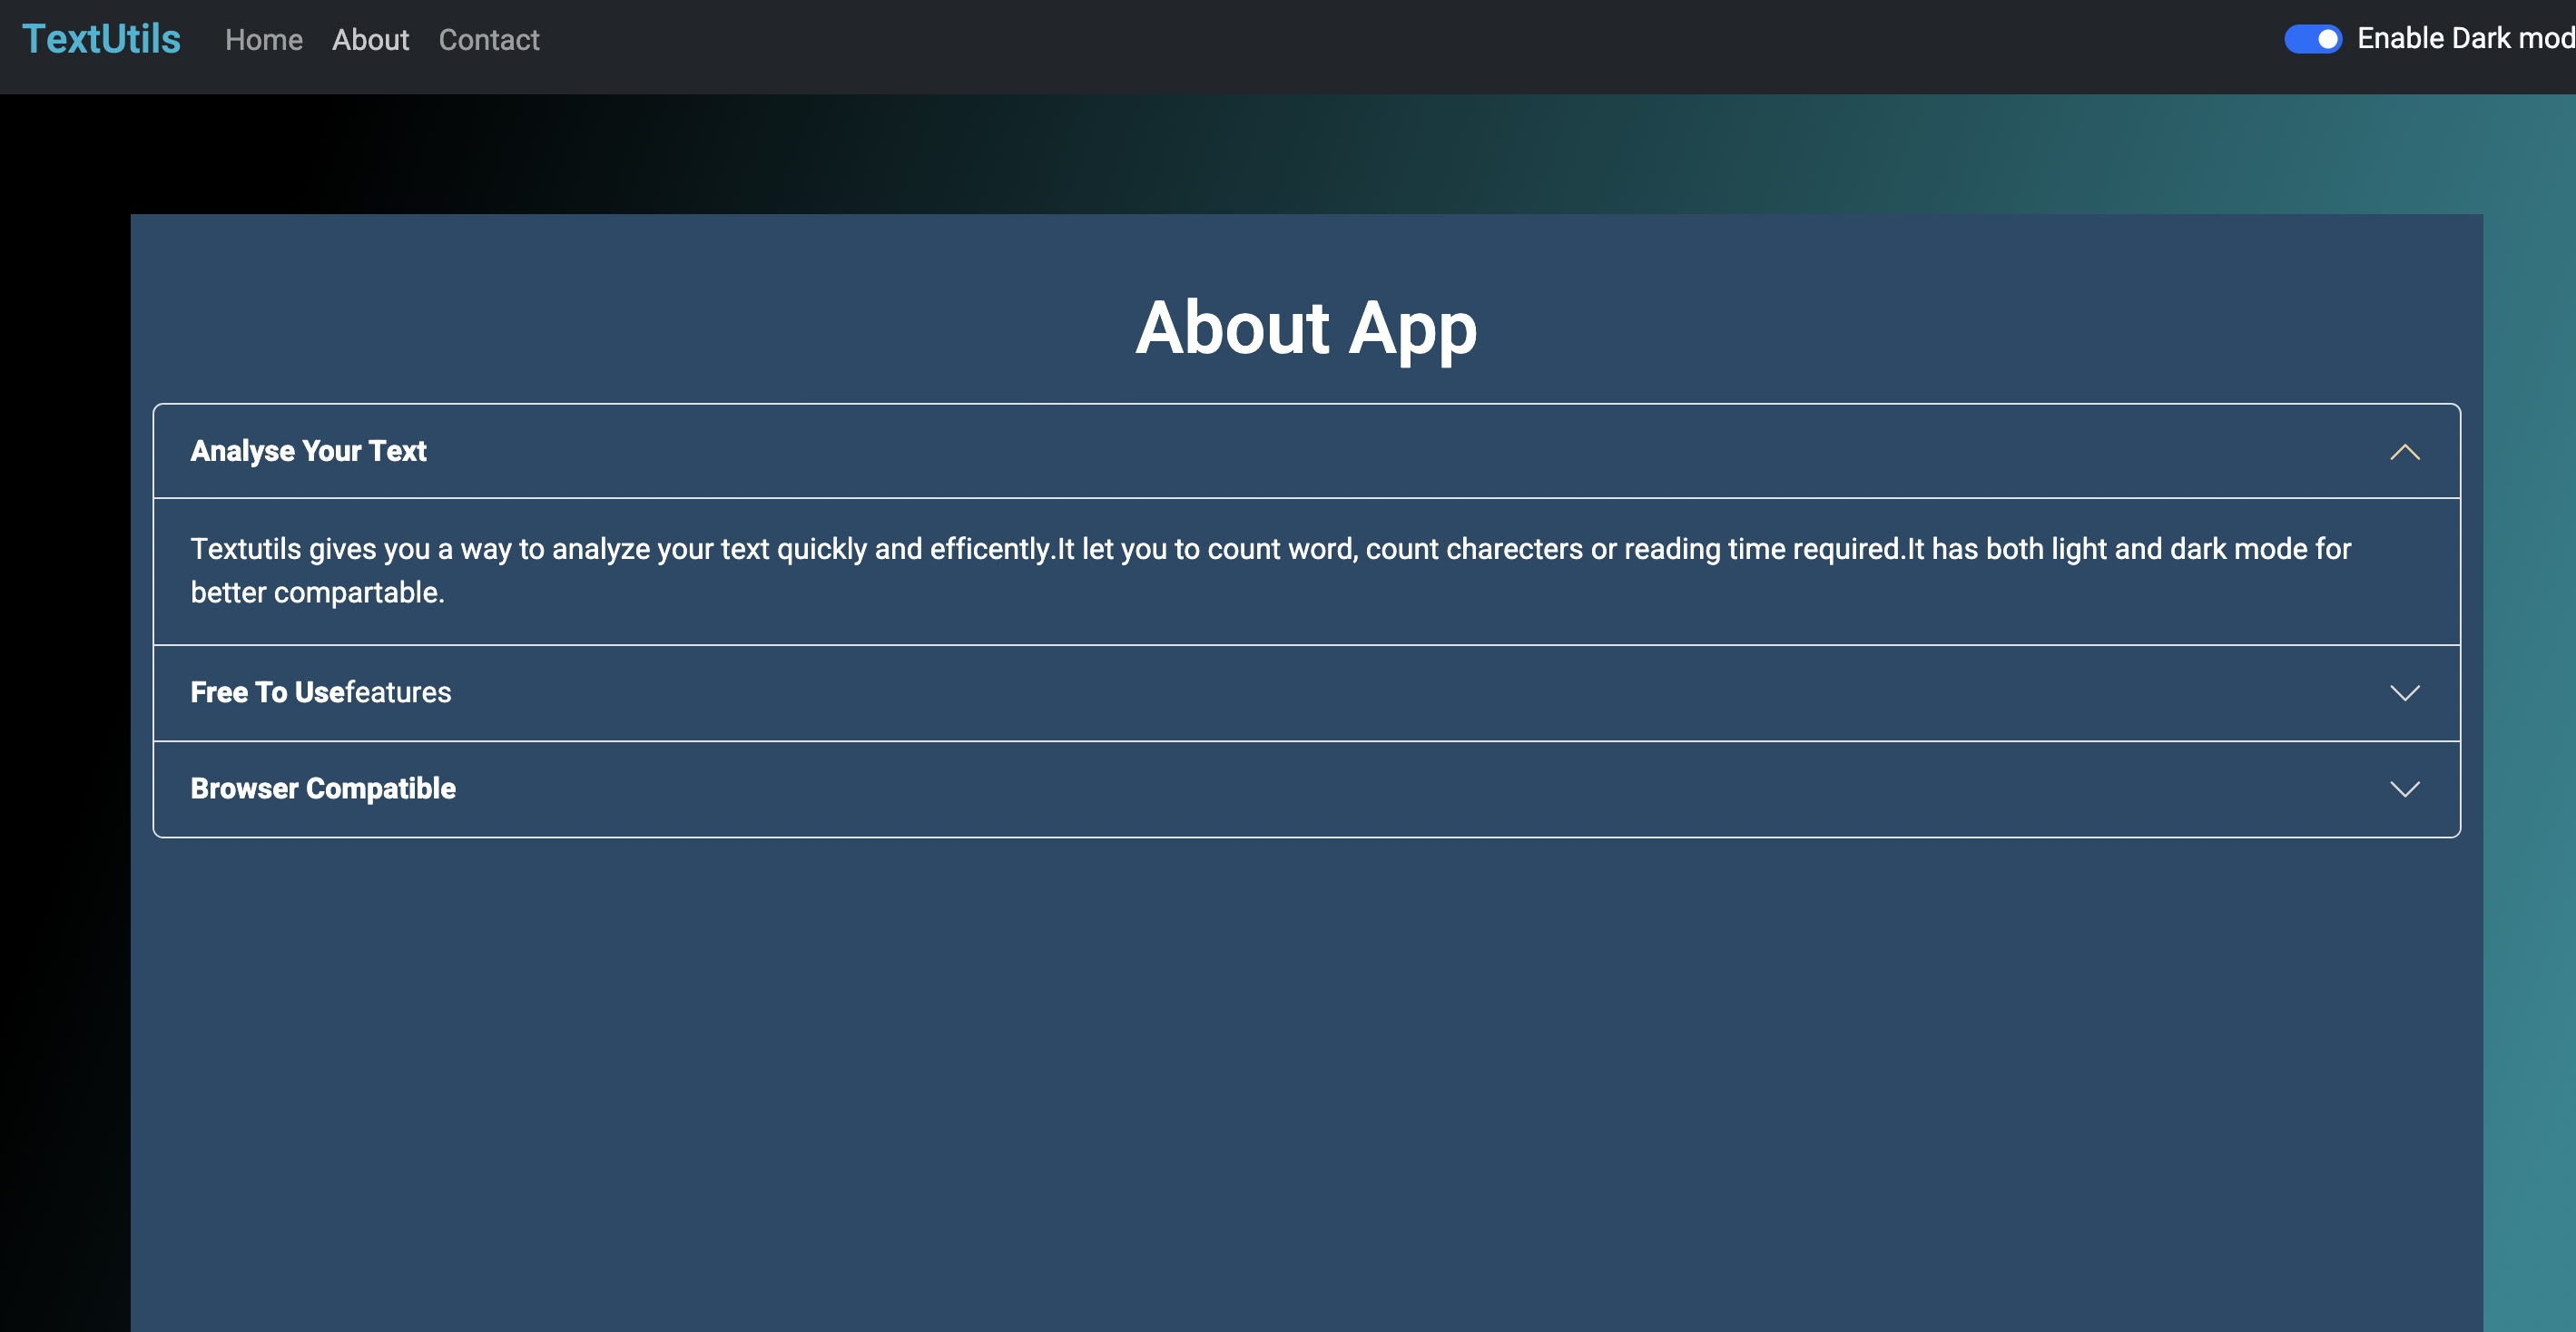 TextUtils Home About Contact Enable Dark mod
About App
Analyse Your Text
Textutils gives you a way to analyze your text quickly and efficently.It let you to count word, count charecters or reading time required.It has both light and dark mode for
better compartable.
Free To Usefeatures
Browser Compatible